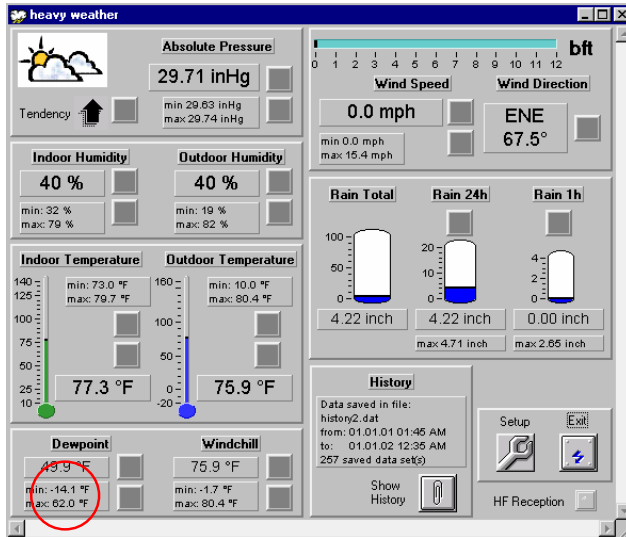 heavy weather
Absolute Pressure
29.71 inHg
Tendency
min 29.63 inHg
max 29.74 inHg
0 1 2 3 4 5 6 7 8 9 10 11 12
bft
Wind Speed
Wind Direction
0.0 mph
ENE
67.5°
min 0.0 mph
max 15.4 mph
Indoor Humidity
Outdoor Humidity
40 %
40 %
min: 32 %
max: 79 %
min: 19 %
max: 82 %
Rain Total
Rain 24h
Rain 1h
100
50
0
20
10
0
4
2
0
4.22 inch
4.22 inch
0.00 inch
max 4.71 inch
max 2.65 inch
Indoor Temperature
Outdoor Temperature
140
125
100
75
50
25
10
min: 73.0 °F
max: 79.7 °F
77.3 °F
160
100
50
0
-20
min: 10.0 °F
max: 80.4 °F
75.9 °F
History
Data saved in file:
history2.dat
from: 01.01.01 01:45 AM
to: 01.01.02 12:35 AM
257 saved data set(s)
Show
History
Setup
Exit
HF Reception
Dewpoint
Windchill
49.9 °F
75.9 °F
min: -14.1 °F
max: 62.0 °F
min: -1.7 °F
max: 80.4 °F